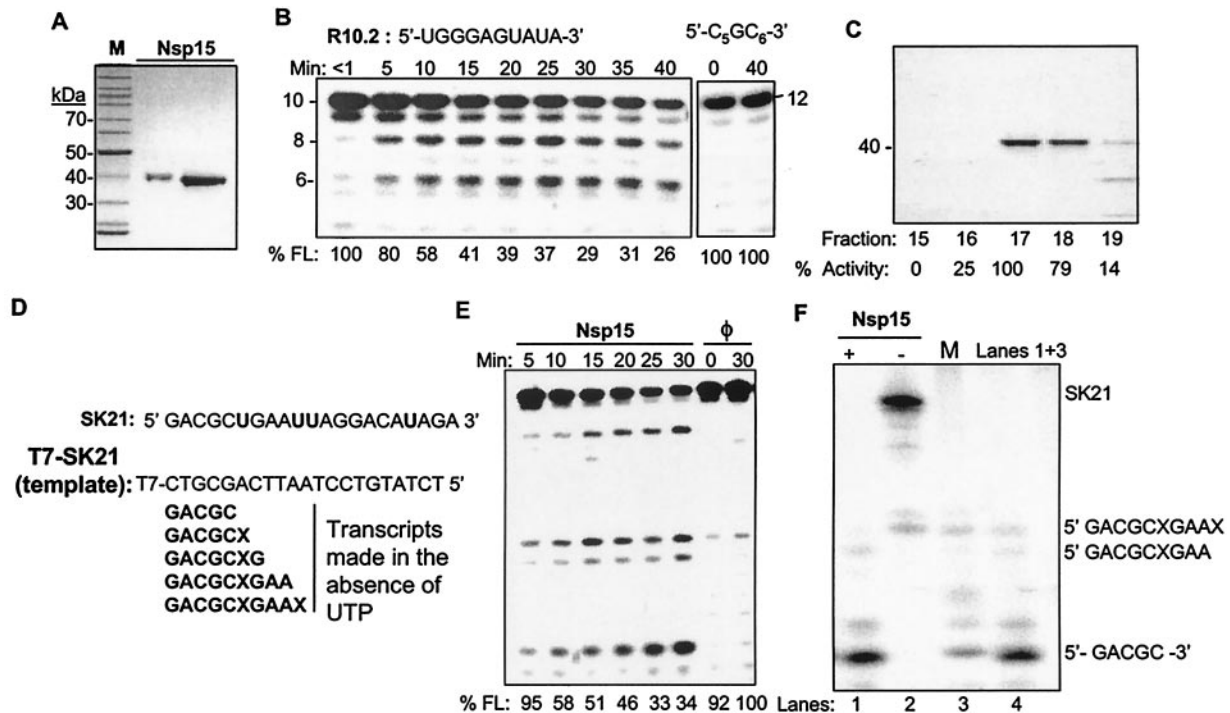 A
M Nsp15
kDa
70-
50-
40-
30-
B
R10.2 : 5'-UGGGAGUAUA-3'
5'-C5GC6-3'
Min: <1 5 10 15 20 25 30 35 40
0 40
10 -
8 -
6-
12
% FL: 100 80 58 41 39 37 29 31 26
100 100
C
40 -
Fraction: 15 16 17 18 19
% Activity: 0 25 100 79 14
D
SK21: 5' GACGCUGAAUUAGGACAUAGA 3'
T7-SK21
(template): T7-CTGCGACTTAATCCTGTATCT 5'
GACGC
GACGCX
GACGCXG
GACGCXGAA
GACGCXGAAX
Transcripts
made in the
absence of
UTP
E
Nsp15 ϕ
Min: 5 10 15 20 25 30 0 30
% FL: 95 58 51 46 33 34 92 100
F
Nsp15
+ - M Lanes 1+3
SK21
5' GACGCXGAAX
5' GACGCXGAA
5'- GACGC -3'
Lanes: 1 2 3 4